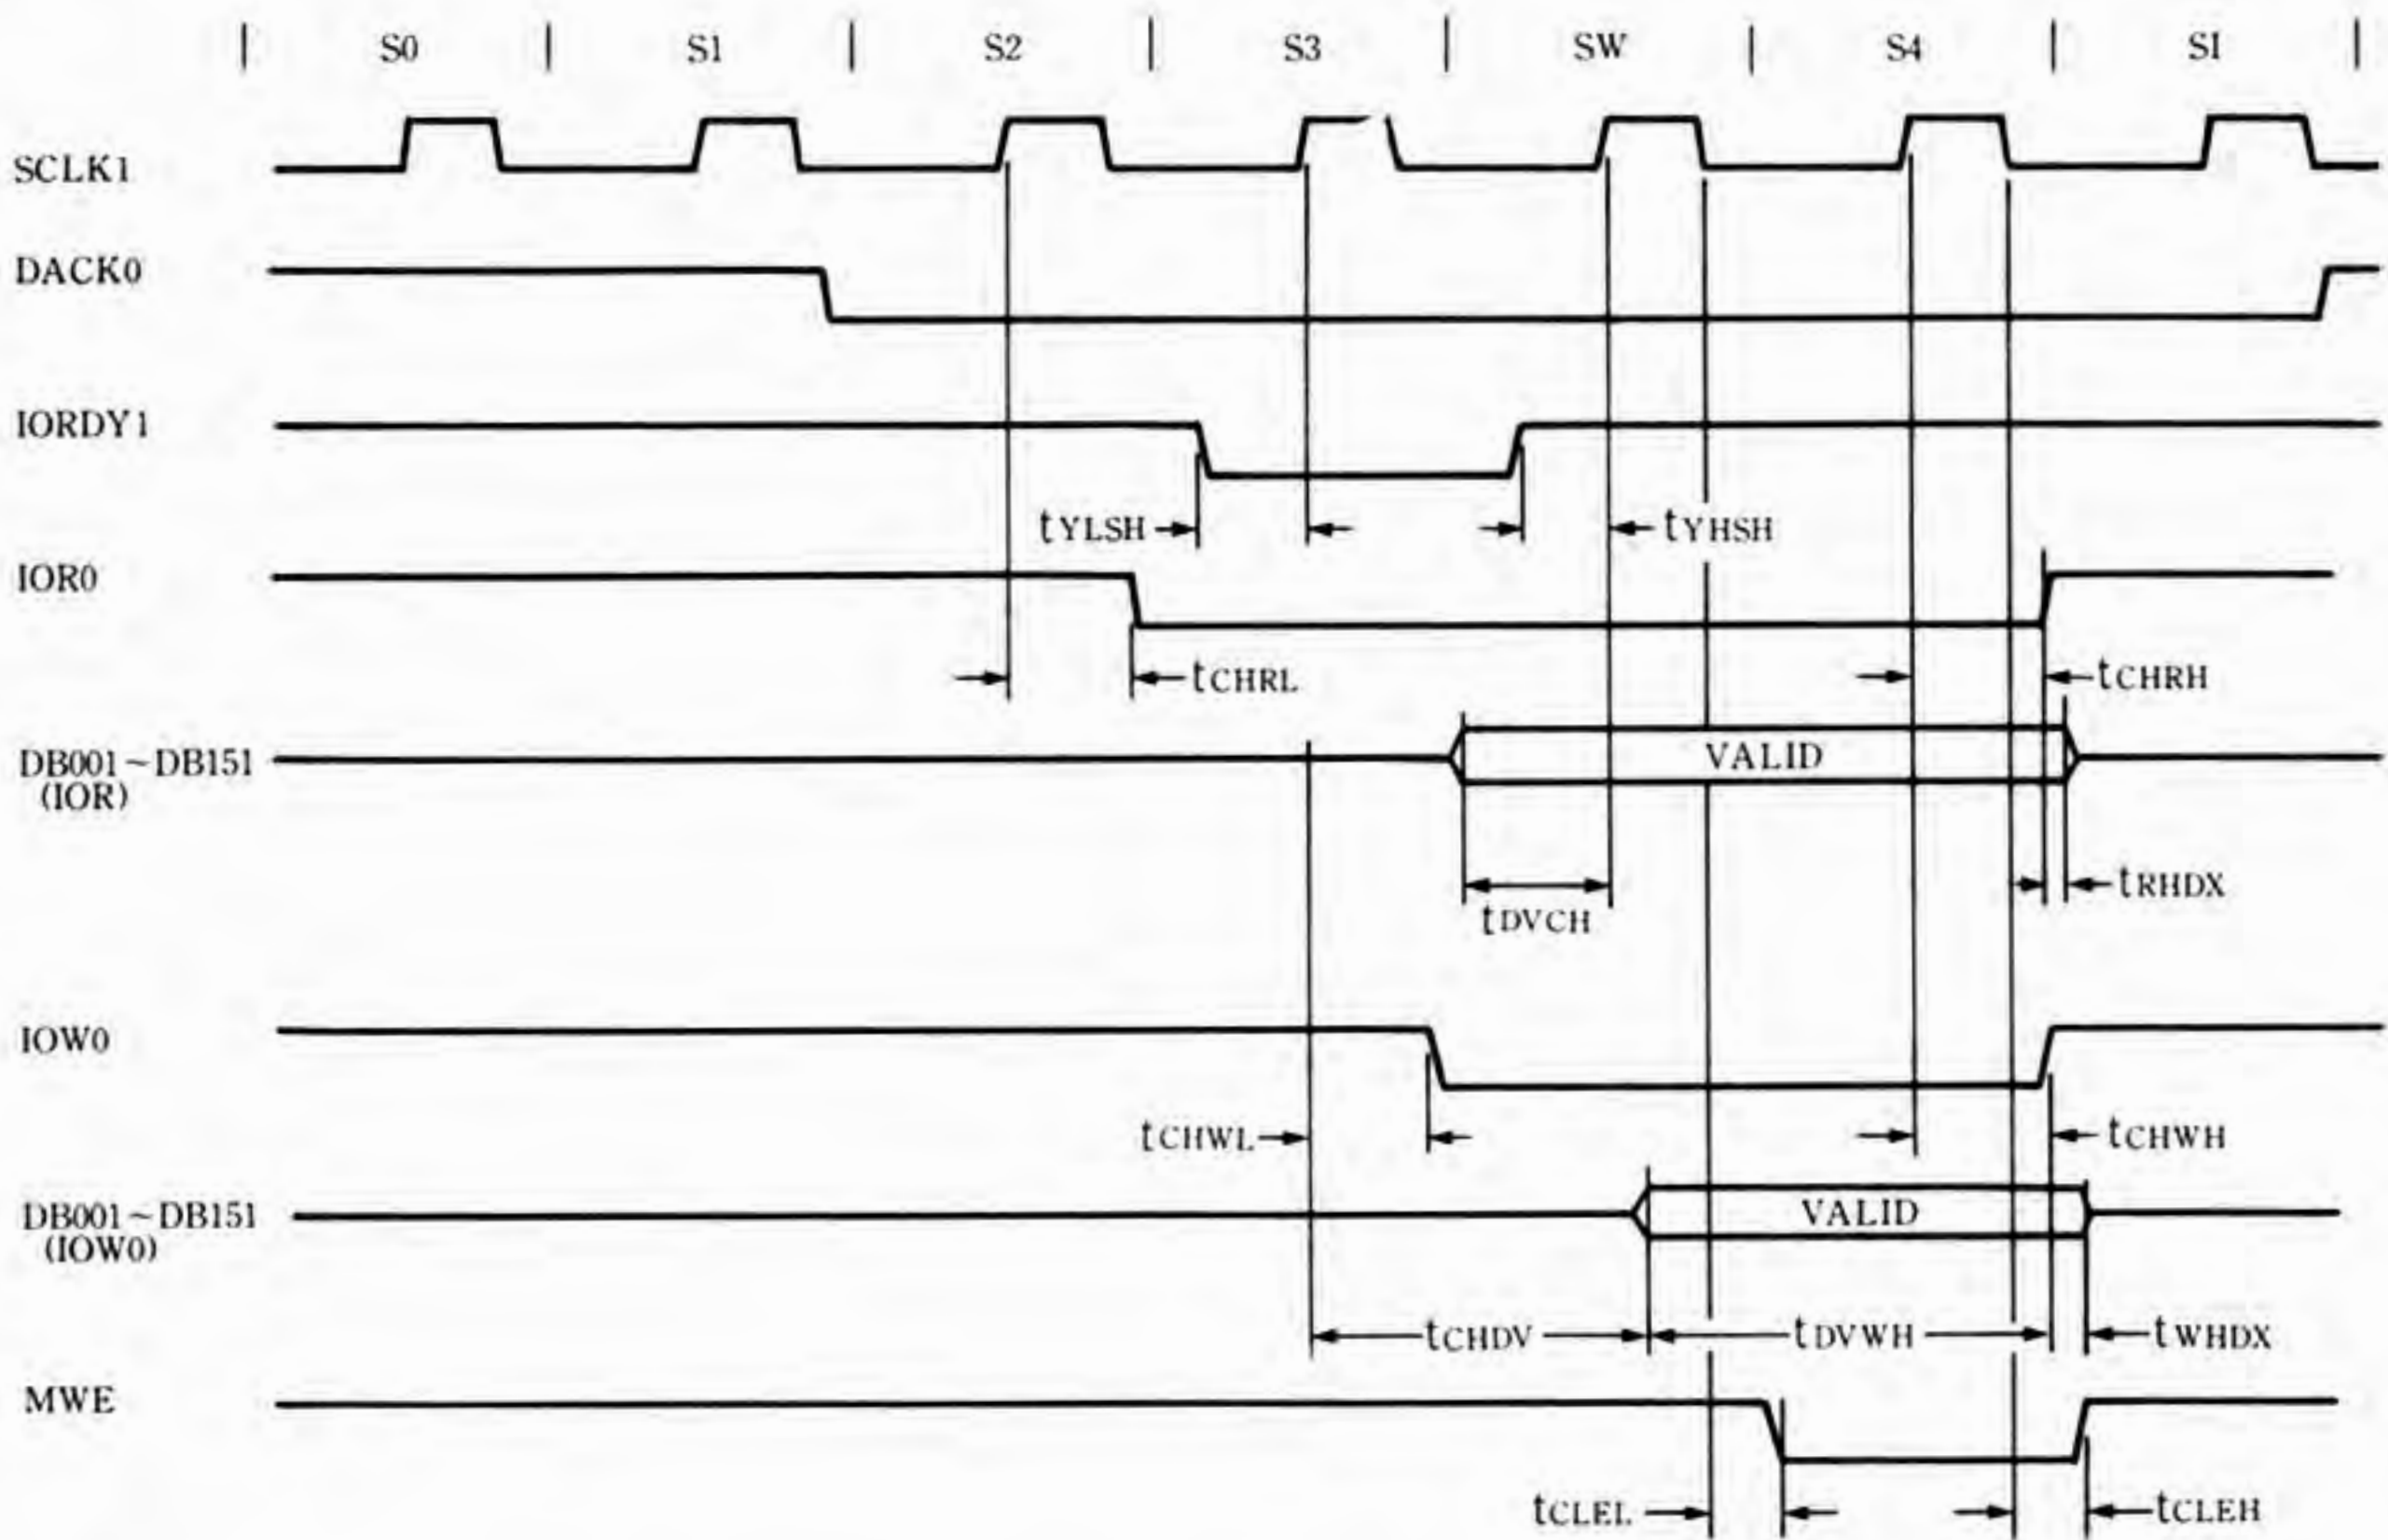 | S0 | S1 | S2 | S3 | SW | S4 | SI |
SCLK1
DACK0
IORDY1
tYLSH tYHSH
IOR0
tCHRL tCHRH
DB001~DB151 VALID
(IOR)
tRHDX
tDVCH
IOW0
tCHWL tCHWH
DB001~DB151 VALID
(IOW0)
tCHDV tDVWH tWHDX
MWE
tCLEL tCLEH